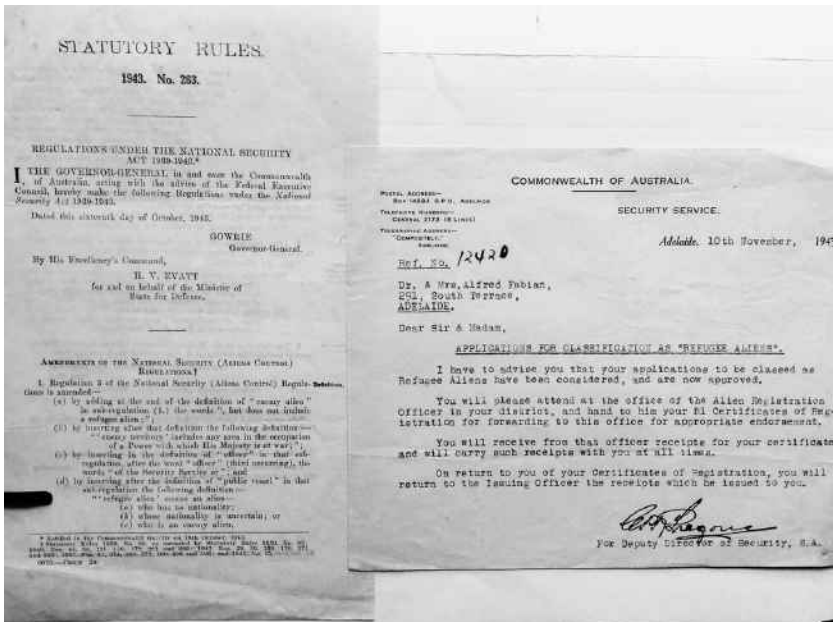 STATUTORY RULES.
1943. No. 263.
REGULATIONS UNDER THE NATIONAL SECURITY
ACT 1939-1943.*
I, THE GOVERNOR-GENERAL in and over the Commonwealth
of Australia, acting with the advice of the Federal Executive
Council, hereby make the following Regulations under the National
Security Act 1939-1943.
Dated this sixteenth day of October, 1943.
GOWRIE
Governor-General.
By His Excellency's Command,
H. V. EVATT
for and on behalf of the Minister of
State for Defence.
AMENDMENTS OF THE NATIONAL SECURITY (ALIENS CONTROL)
REGULATIONS†
1. Regulation 3 of the National Security (Aliens Control) Regula-
tions is amended—
Definitions.
(a) by adding at the end of the definition of "enemy alien"
in sub-regulation (1.) the words ", but does not include
a refugee alien;";
(b) by inserting after that definition the following definition:—
"'enemy territory' includes any area in the occupation
of a Power with which His Majesty is at war;";
(c) by inserting in the definition of "officer" in that sub-
regulation, after the word "officer" (third occurring), the
words "of the Security Service or"; and
(d) by inserting after the definition of "public vessel" in that
sub-regulation the following definition:—
"'refugee alien' means an alien—
(a) who has no nationality;
(b) whose nationality is uncertain; or
(c) who is an enemy alien,
COMMONWEALTH OF AUSTRALIA.
SECURITY SERVICE.
POSTAL ADDRESS—
G.P.O., ADELAIDE
TELEPHONE NUMBERS—
CENTRAL
TELEGRAPHIC ADDRESS—
ADELAIDE.
Adelaide, 10th November, 194
Ref. No. 12420
Dr. & Mrs. Alfred Fabian,
291, South Terrace,
ADELAIDE.
Dear Sir & Madam,
APPLICATIONS FOR CLASSIFICATION AS "REFUGEE ALIENS".
I have to advise you that your applications to be classed as
Refugee Aliens have been considered, and are now approved.
You will please attend at the office of the Alien Registration
Officer in your district, and hand to him your Certificates of Reg-
istration for forwarding to this office for appropriate endorsement.
You will receive from that officer receipts for your certificate
and will carry such receipts with you at all times.
On return to you of your Certificates of Registration, you will
return to the Issuing Officer the receipts which he issued to you.
For Deputy Director of Security, S.A.